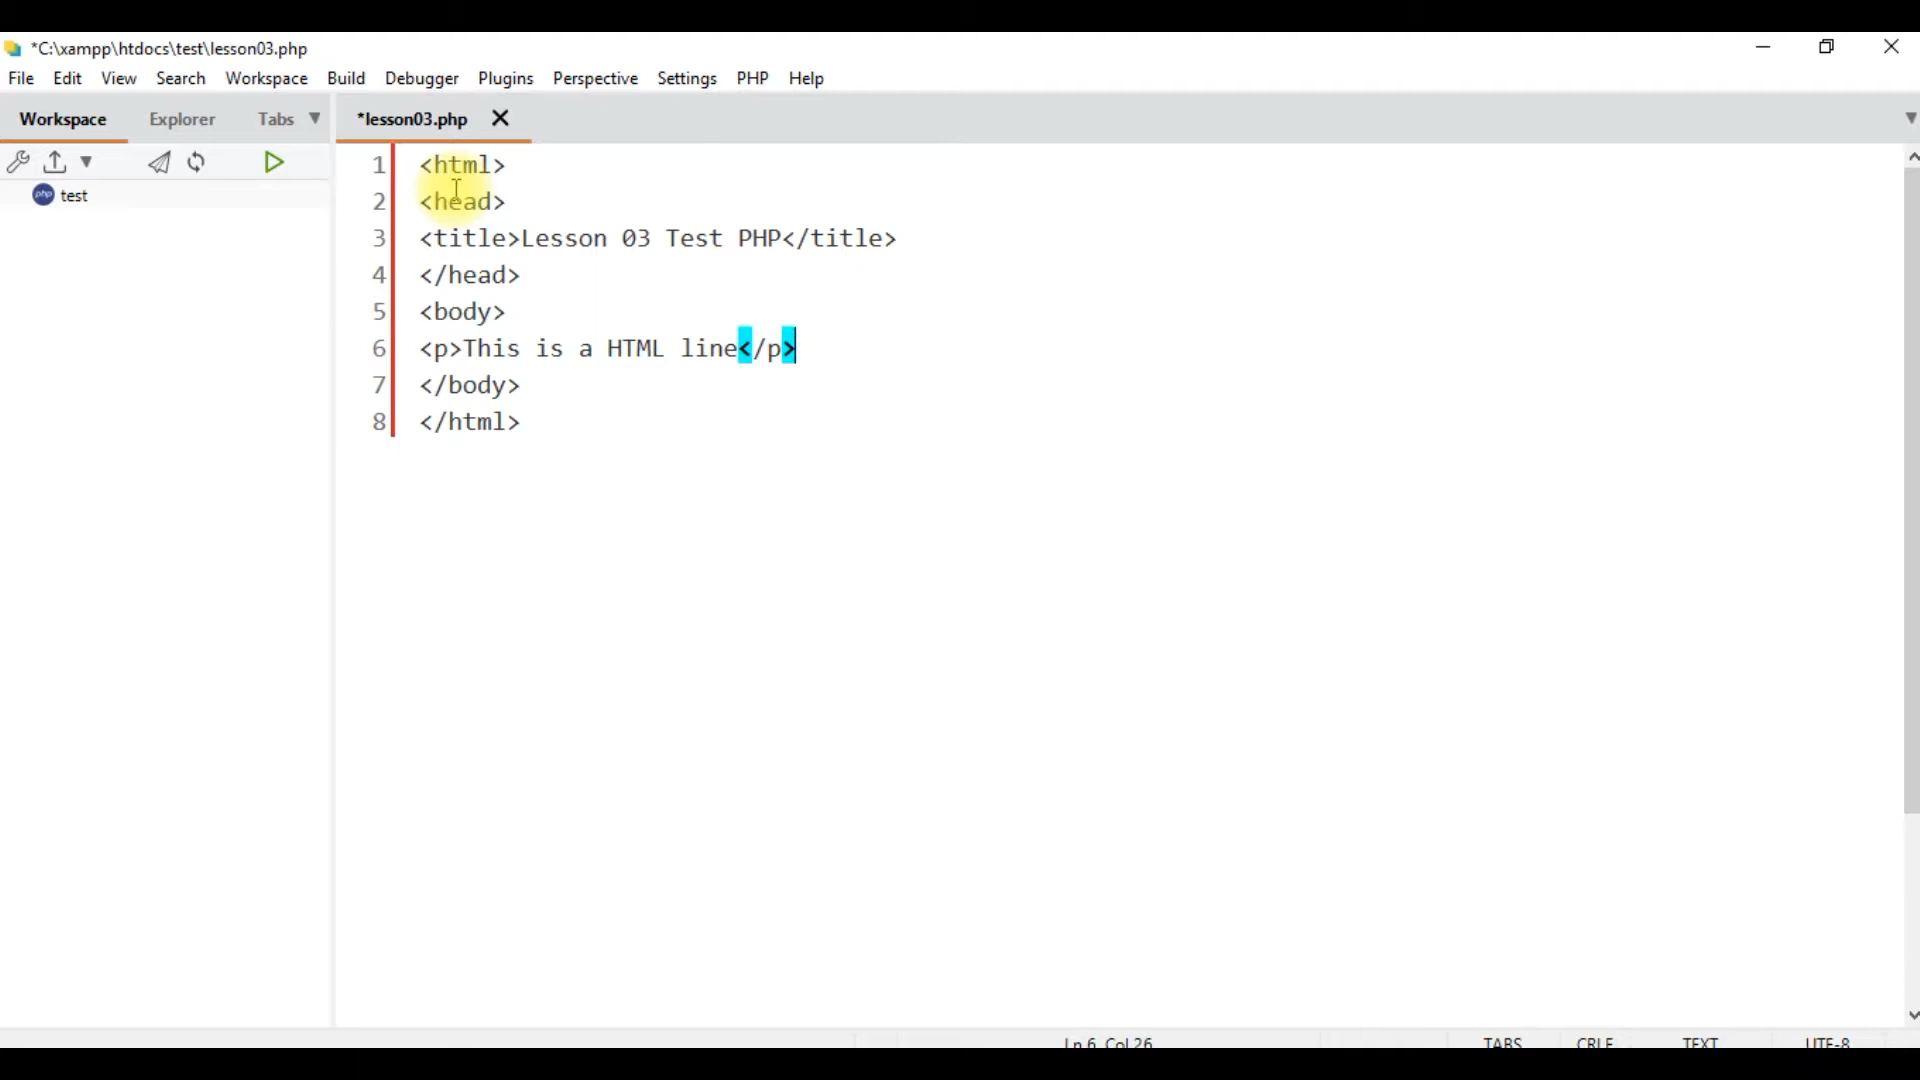 *C:\xampp\htdocs\test\lesson03.php
File Edit View Search Workspace Build Debugger Plugins Perspective Settings PHP Help
Workspace Explorer Tabs *lesson03.php
php test
1 <html>
2 <head>
3 <title>Lesson 03 Test PHP</title>
4 </head>
5 <body>
6 <p>This is a HTML line</p>
7 </body>
8 </html>
Ln 6, Col 26 TABS CRLF TEXT UTF-8